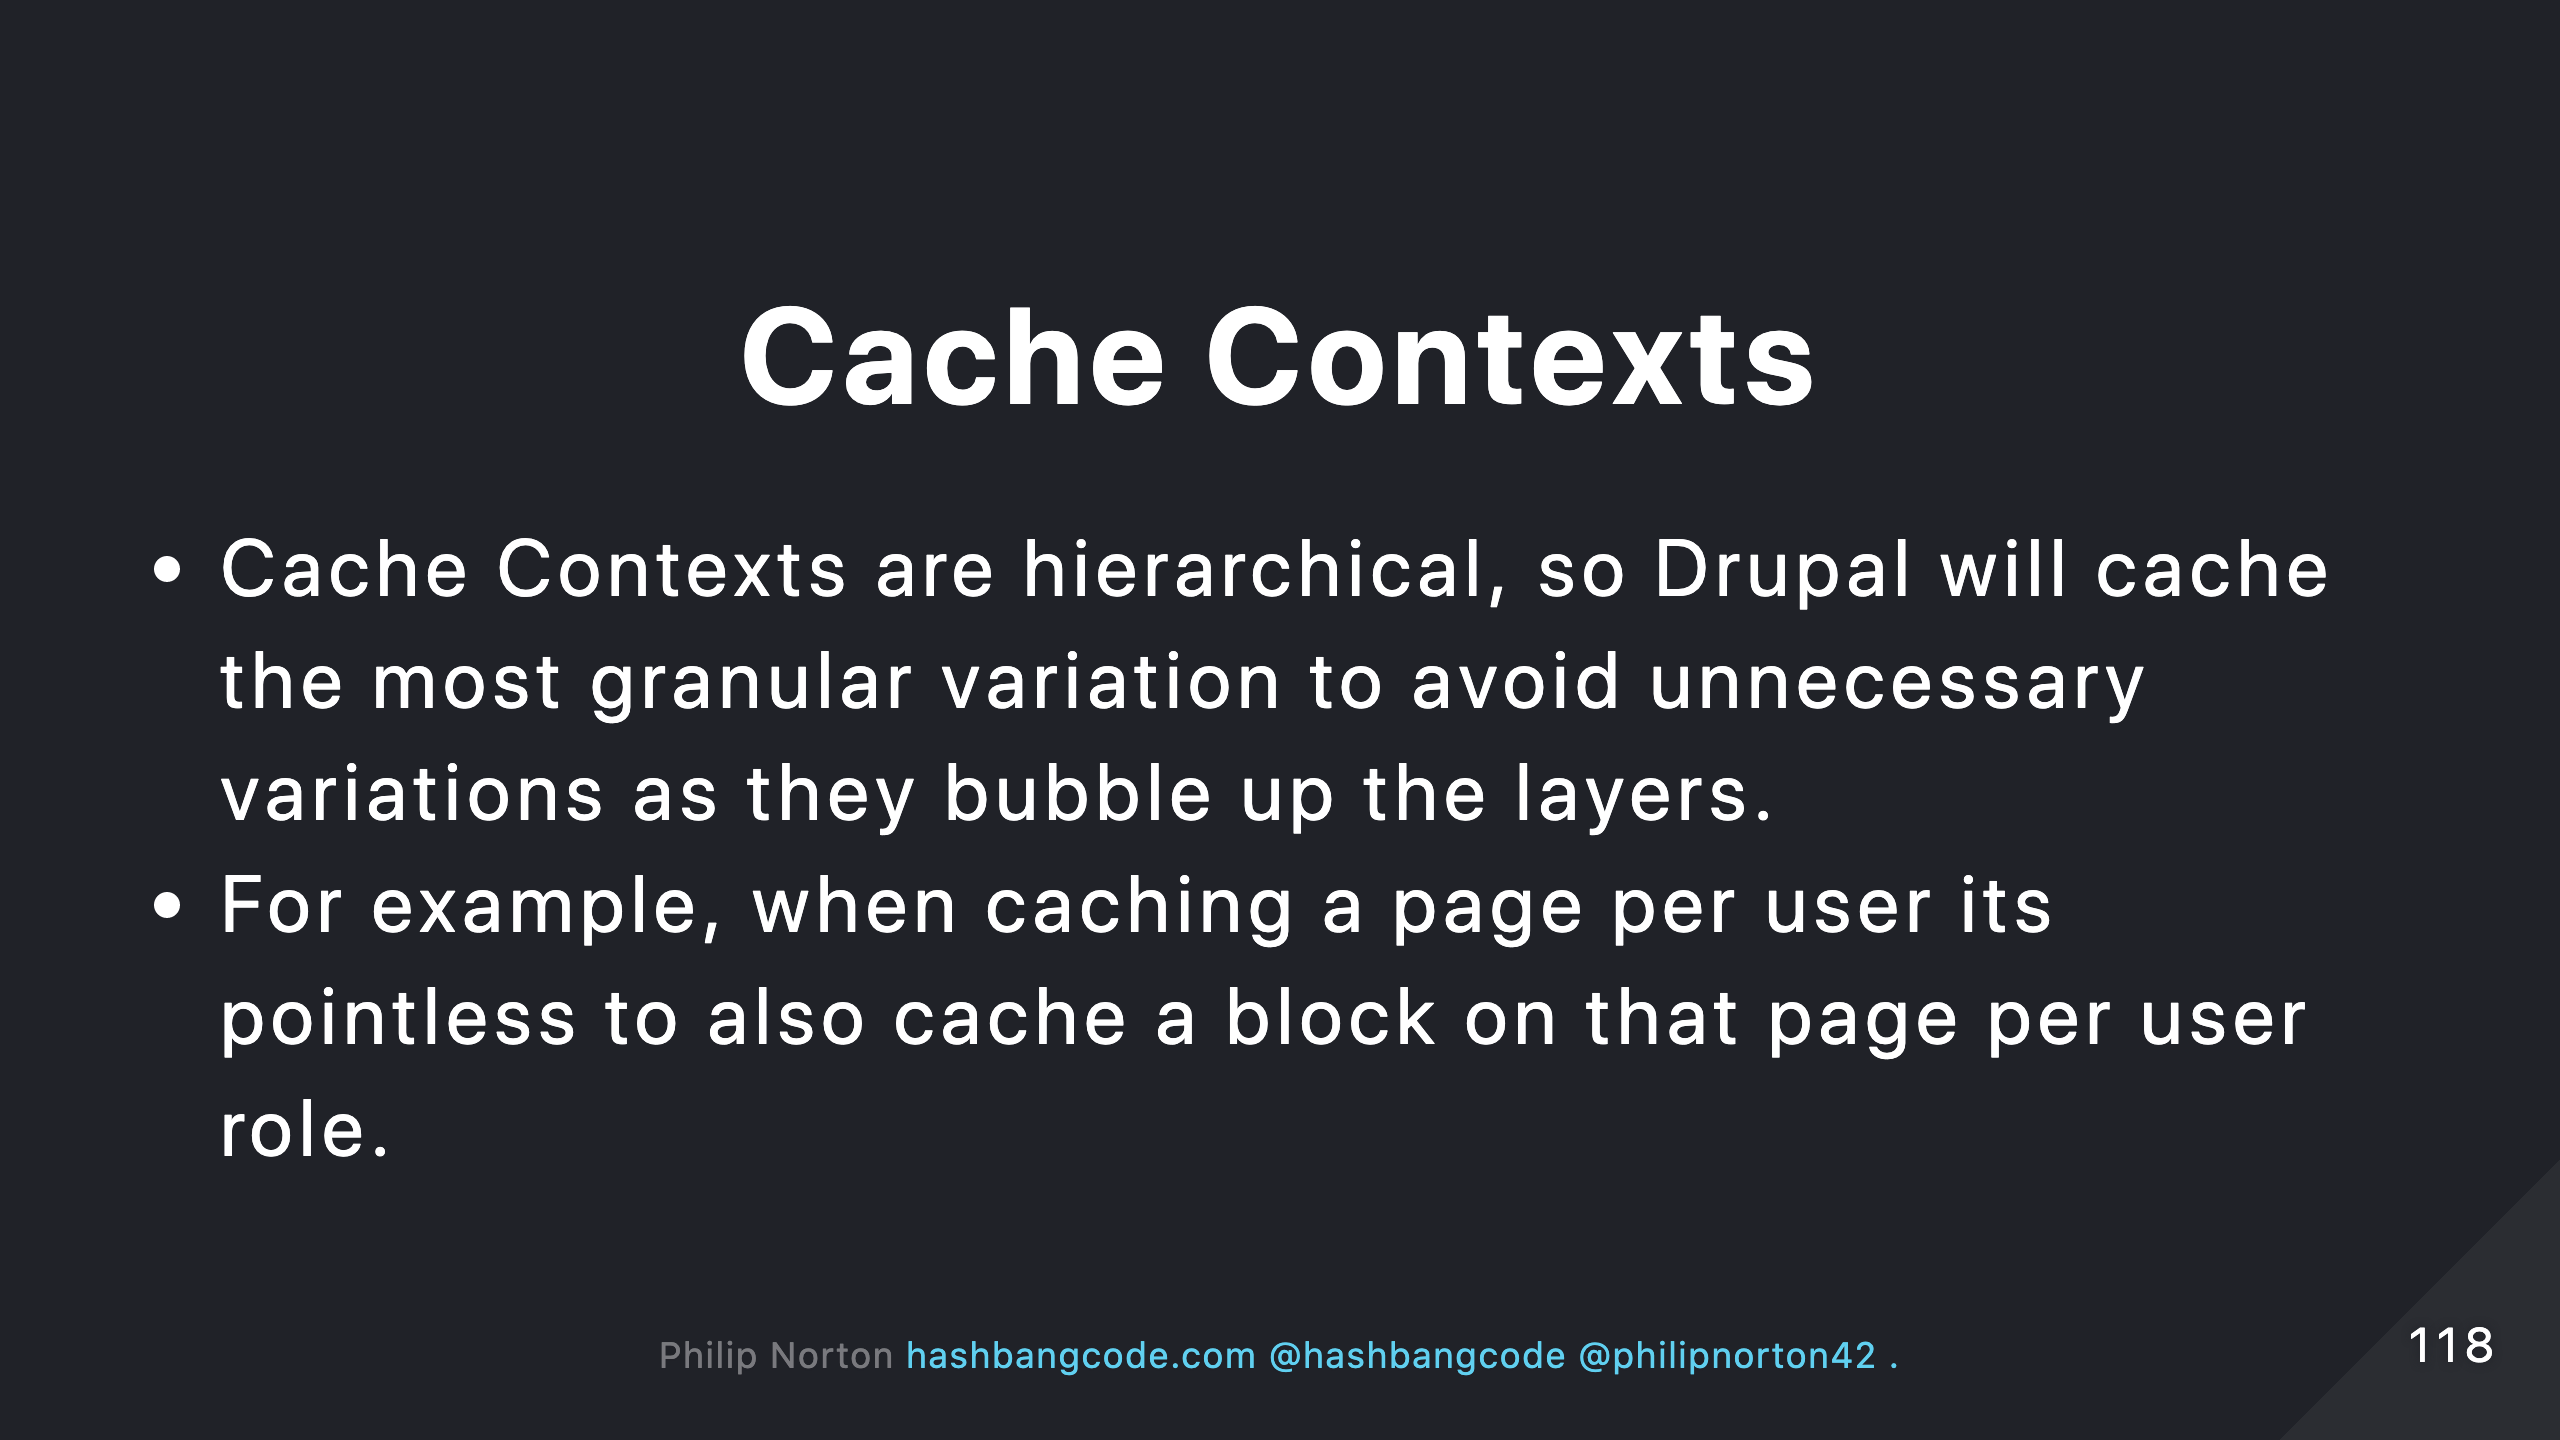 Cache Contexts
• Cache Contexts are hierarchical, so Drupal will cache
the most granular variation to avoid unnecessary
variations as they bubble up the layers.
• For example, when caching a page per user its
pointless to also cache a block on that page per user
role.
Philip Norton hashbangcode.com @hashbangcode @philipnorton42 .
118